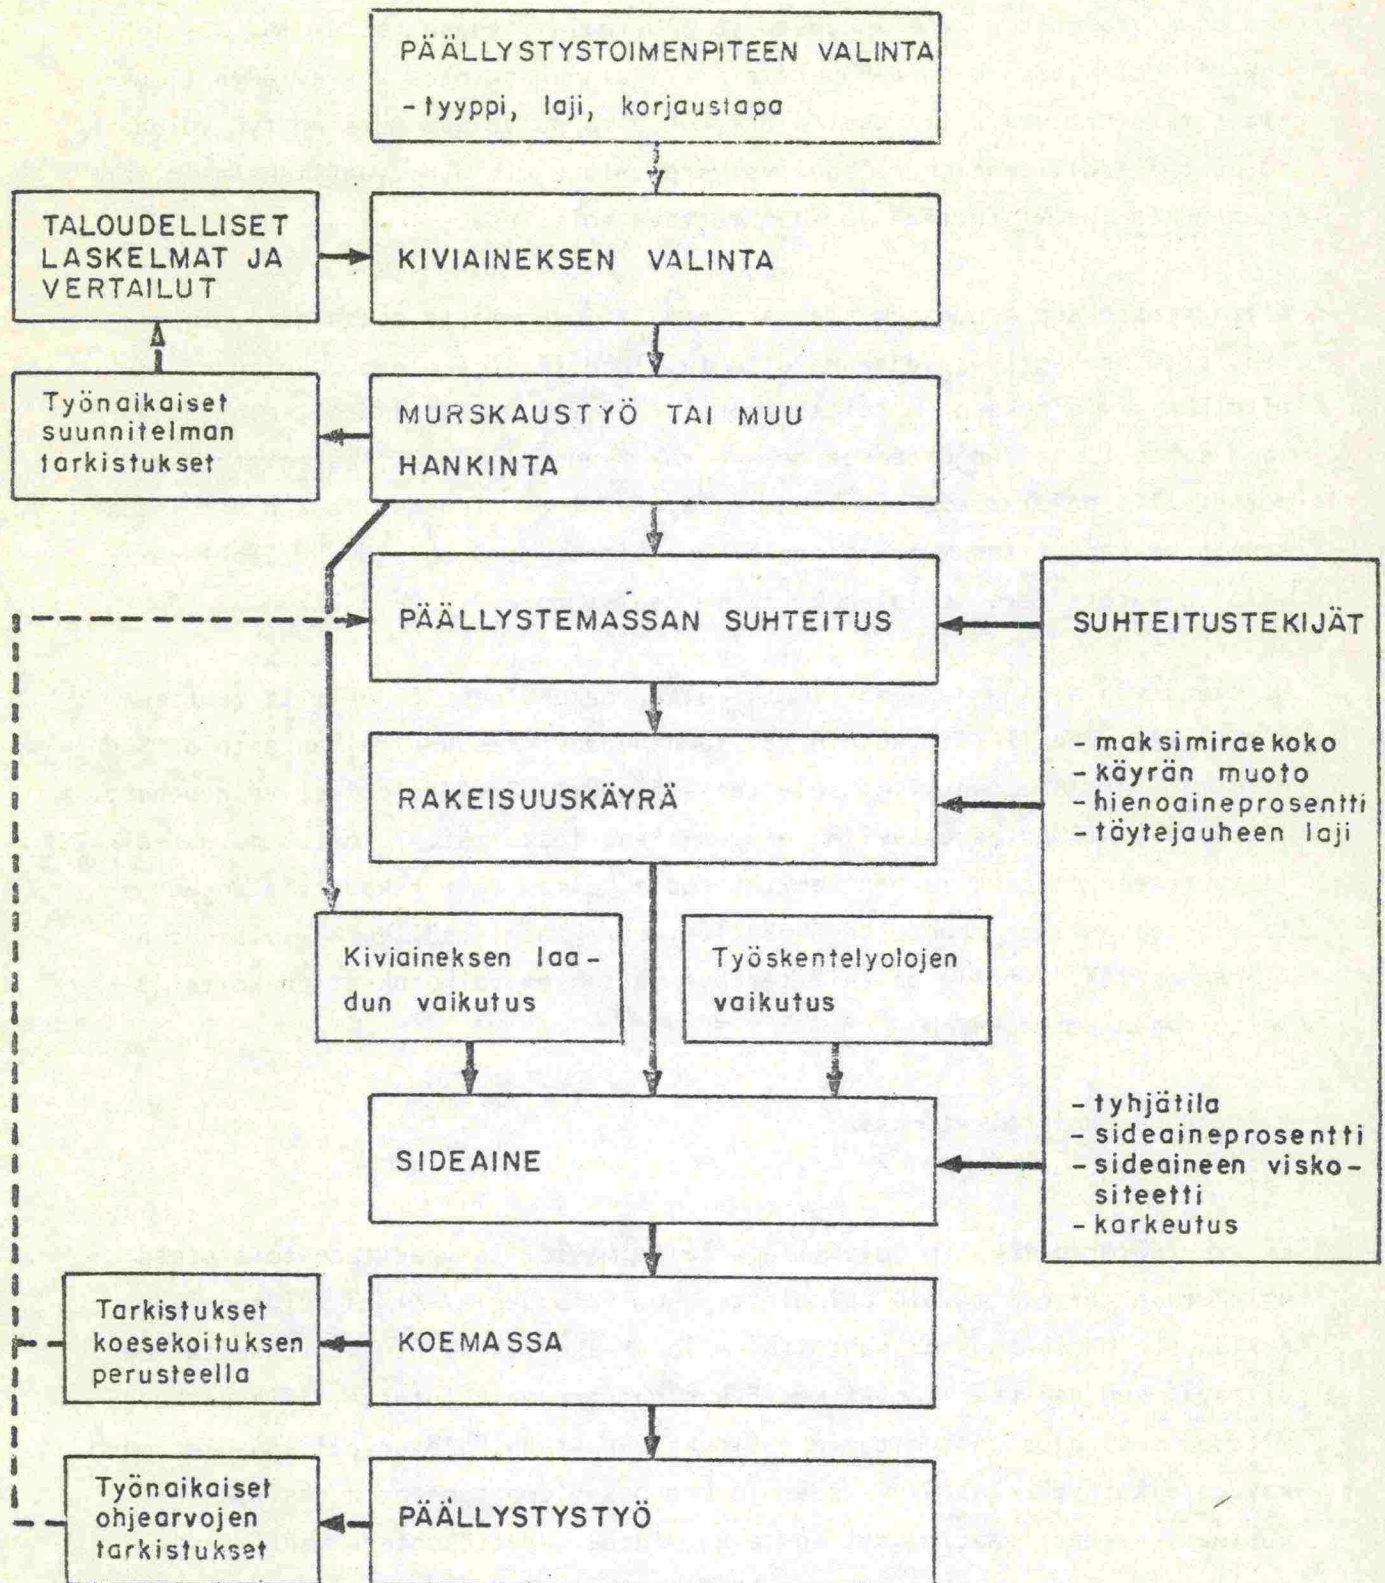 PÄÄLLYSTYSTOIMENPITEEN VALINTA
- tyyppi, laji, korjaustapa
TALOUDELLISET
LASKELMAT JA
VERTAILUT
KIVIAINEKSEN VALINTA
Työnaikaiset
suunnitelman
tarkistukset
MURSKAUSTYÖ TAI MUU
HANKINTA
PÄÄLLYSTEMASSAN SUHTEITUS
SUHTEITUSTEKIJÄT
- maksimiraekoko
- käyrän muoto
- hienoaineprosentti
- täytejauheen laji
RAKEISUUSKÄYRÄ
Kiviaineksen laa-
dun vaikutus
Työskentelyolojen
vaikutus
- tyhjätila
- sideaineprosentti
- sideaineen visko-
siteetti
- karkeutus
SIDEAINE
Tarkistukset
koesekoituksen
perusteella
KOEMASSA
Työnaikaiset
ohjearvojen
tarkistukset
PÄÄLLYSTYSTYÖ